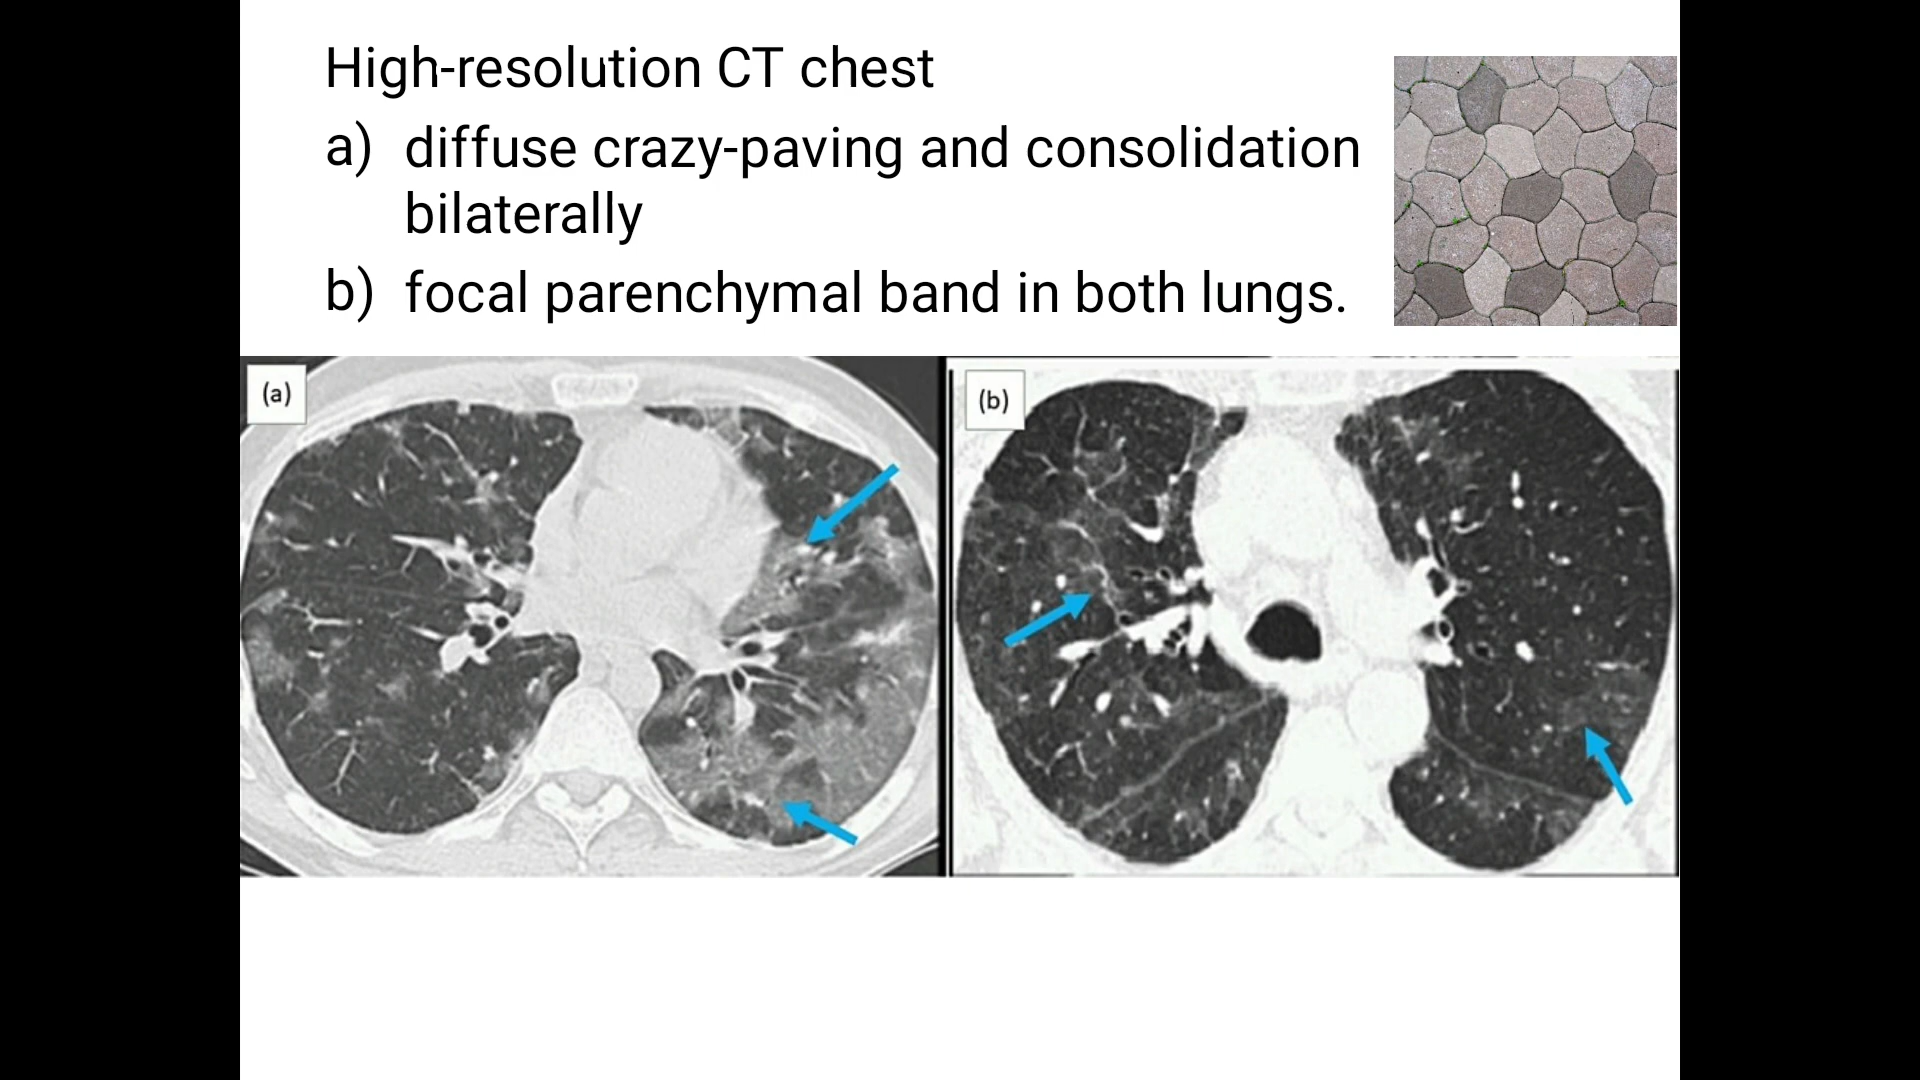 High-resolution CT chest
a) diffuse crazy-paving and consolidation
bilaterally
b) focal parenchymal band in both lungs.
(a)
(b)